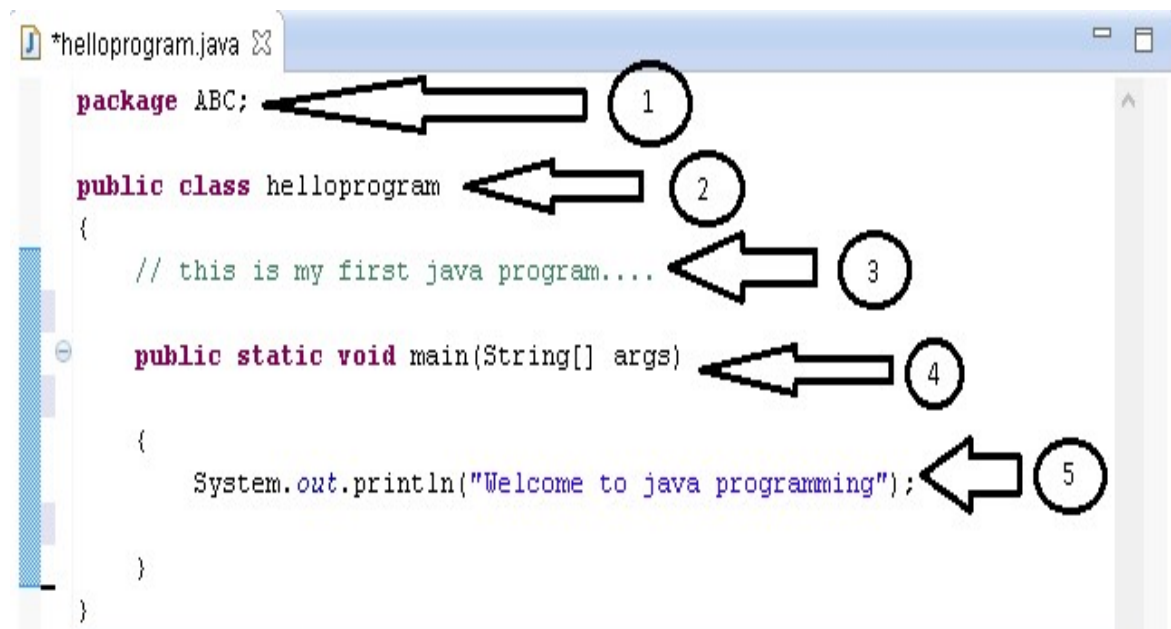 *helloprogram.java
package ABC; 1
public class helloprogram 2
{
// this is my first java program.... 3
public static void main(String[] args) 4
{
System.out.println("Welcome to java programming"); 5
}
}